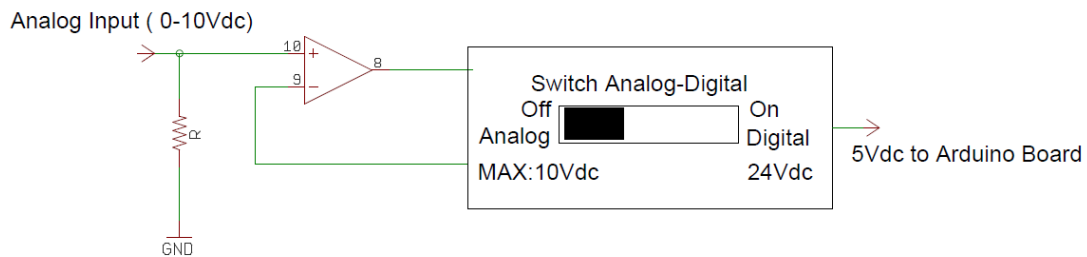 Analog Input ( 0-10Vdc)
10
+
8
9
-
Switch Analog-Digital
Off
On
Analog
Digital
R
MAX:10Vdc
24Vdc
5Vdc to Arduino Board
GND